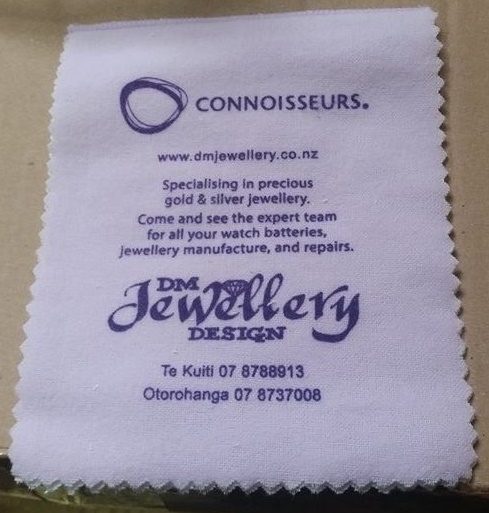 CONNOISSEURS.
www.dmjewellery.co.nz
Specialising in precious
gold & silver jewellery.
Come and see the expert team
for all your watch batteries,
jewellery manufacture, and repairs.
DM
Jewellery
DESIGN
Te Kuiti 07 8788913
Otorohanga 07 8737008